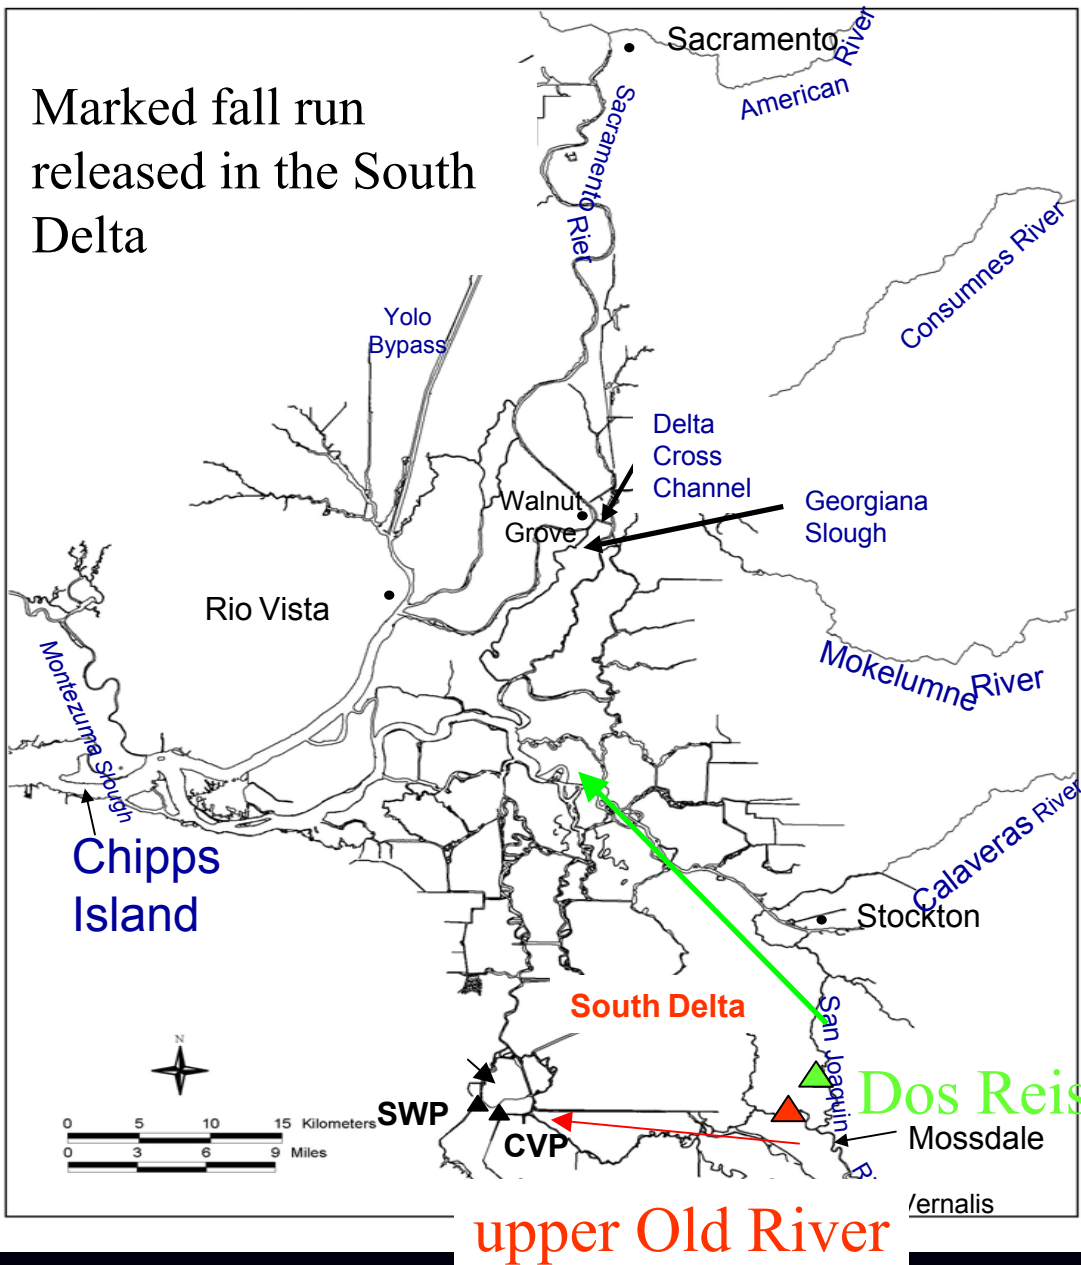 Marked fall run
released in the South
Delta
Sacramento
American
River
Sacramento Rier
Consumnes River
Yolo
Bypass
Delta
Cross
Channel
Walnut
Grove
Georgiana
Slough
Rio Vista
Mokelumne River
Montezuma Slough
Calaveras River
Chipps
Island
Stockton
South Delta
San Joaquin
N
Dos Reis
SWP
CVP
Mossdale
0 5 10 15 Kilometers
0 3 6 9 Miles
upper Old River